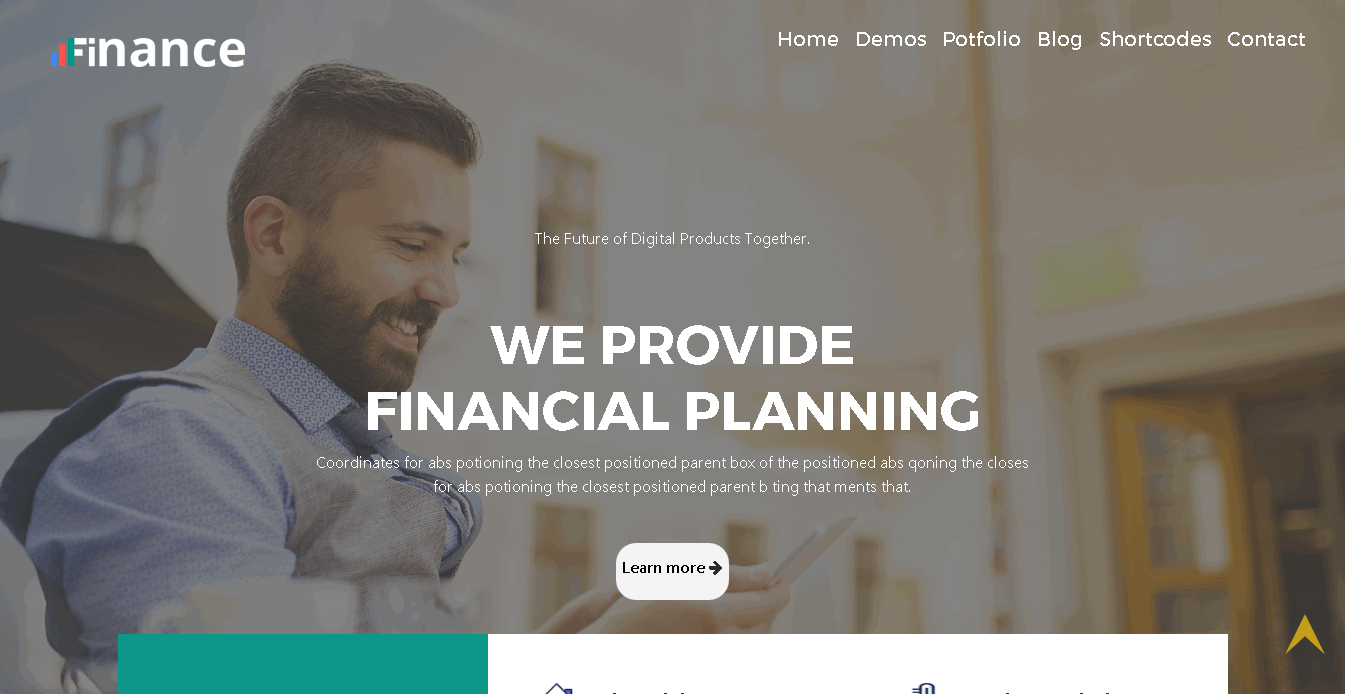 Finance
Home Demos Potfolio Blog Shortcodes Contact
The Future of Digital Products Together.
WE PROVIDE
FINANCIAL PLANNING
Coordinates for abs potioning the closest positioned parent box of the positioned abs qoning the closes
for abs potioning the closest positioned parent b ting that ments that.
Learn more